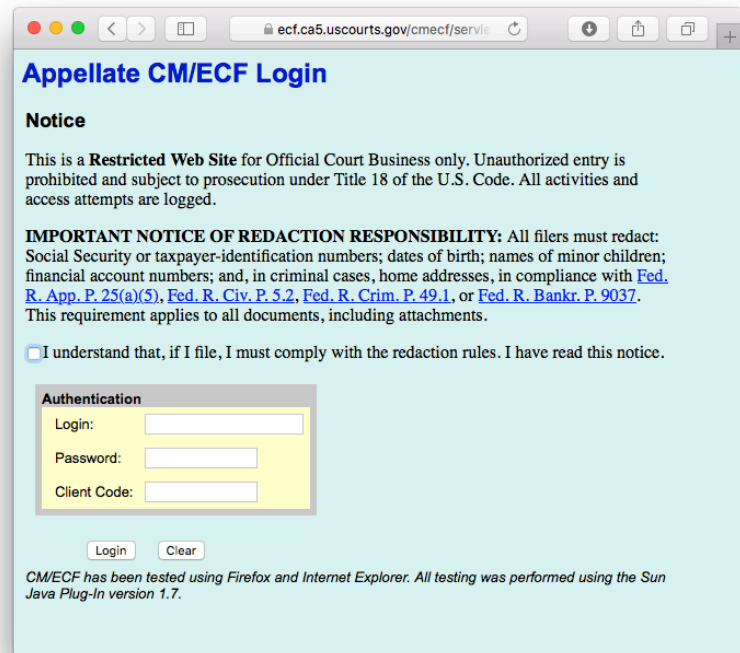 ecf.ca5.uscourts.gov/cmecf/servle
Appellate CM/ECF Login
Notice
This is a Restricted Web Site for Official Court Business only. Unauthorized entry is
prohibited and subject to prosecution under Title 18 of the U.S. Code. All activities and
access attempts are logged.
IMPORTANT NOTICE OF REDACTION RESPONSIBILITY: All filers must redact:
Social Security or taxpayer-identification numbers; dates of birth; names of minor children;
financial account numbers; and, in criminal cases, home addresses, in compliance with Fed.
R. App. P. 25(a)(5), Fed. R. Civ. P. 5.2, Fed. R. Crim. P. 49.1, or Fed. R. Bankr. P. 9037.
This requirement applies to all documents, including attachments.
I understand that, if I file, I must comply with the redaction rules. I have read this notice.
Authentication
Login:
Password:
Client Code:
Login Clear
CM/ECF has been tested using Firefox and Internet Explorer. All testing was performed using the Sun
Java Plug-In version 1.7.